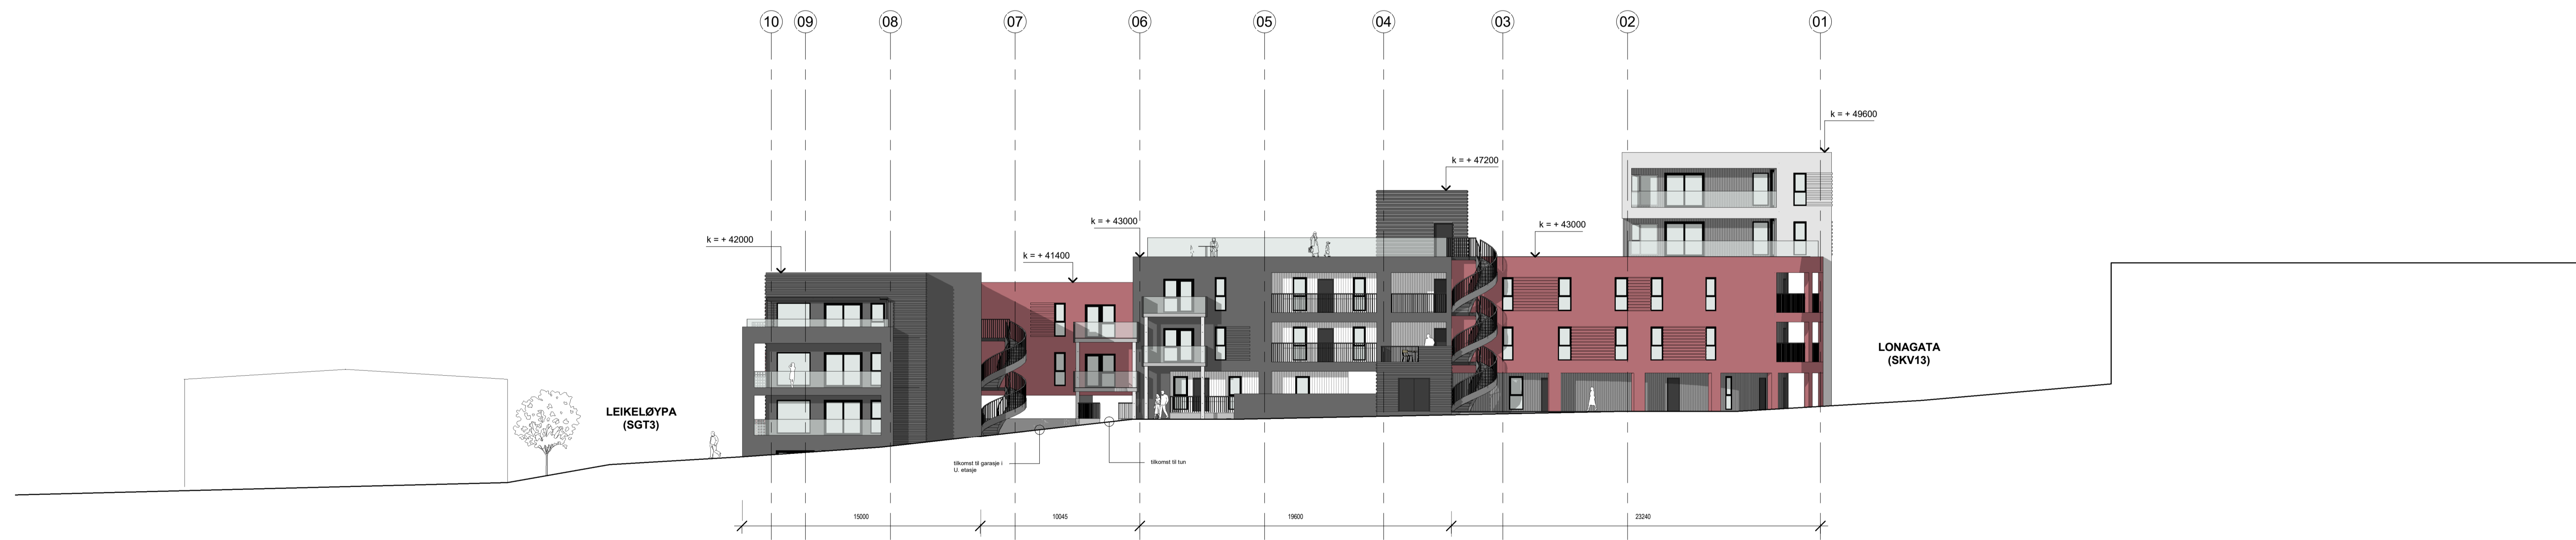 10 09 08 07 06 05 04 03 02 01
k = + 49600
k = + 47200
k = + 43000
k = + 43000
k = + 42000
k = + 41400
LONAGATA
(SKV13)
LEIKELØYPA
(SGT3)
tilkomst til garasje i
U. etasje
tilkomst til tun
15000 10045 19600 23240